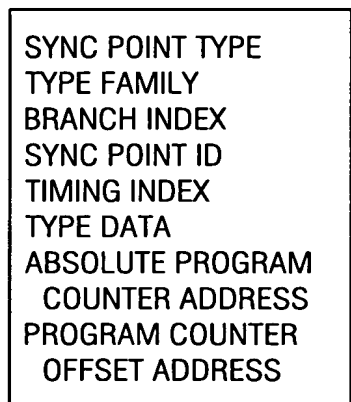 SYNC POINT TYPE
TYPE FAMILY
BRANCH INDEX
SYNC POINT ID
TIMING INDEX
TYPE DATA
ABSOLUTE PROGRAM
COUNTER ADDRESS
PROGRAM COUNTER
OFFSET ADDRESS